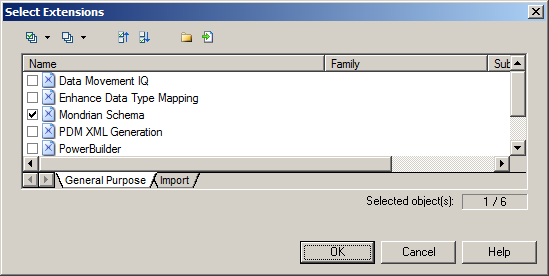 Select Extensions
Name Family Sub
Data Movement IQ
Enhance Data Type Mapping
Mondrian Schema
PDM XML Generation
PowerBuilder
General Purpose Import
Selected object(s): 1 / 6
OK Cancel Help